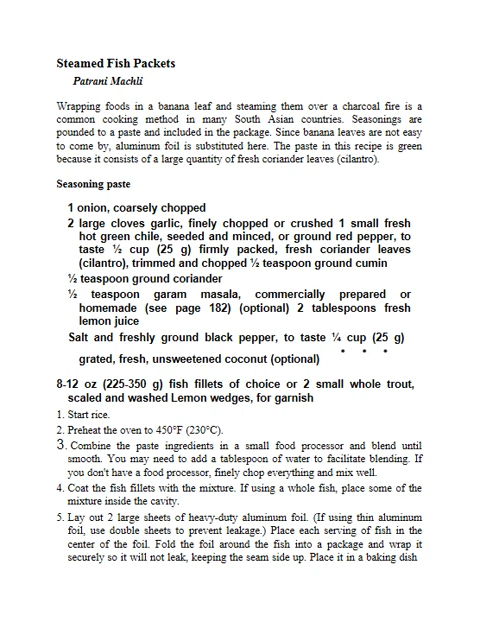 Steamed Fish Packets
Patrani Machli
Wrapping foods in a banana leaf and steaming them over a charcoal fire is a
common cooking method in many South Asian countries. Seasonings are
pounded to a paste and included in the package. Since banana leaves are not easy
to come by, aluminum foil is substituted here. The paste in this recipe is green
because it consists of a large quantity of fresh coriander leaves (cilantro).
Seasoning paste
1 onion, coarsely chopped
2 large cloves garlic, finely chopped or crushed 1 small fresh
hot green chile, seeded and minced, or ground red pepper, to
taste ½ cup (25 g) firmly packed, fresh coriander leaves
(cilantro), trimmed and chopped ½ teaspoon ground cumin
½ teaspoon ground coriander
½ teaspoon garam masala, commercially prepared or
homemade (see page 182) (optional) 2 tablespoons fresh
lemon juice
Salt and freshly ground black pepper, to taste ¼ cup (25 g)
grated, fresh, unsweetened coconut (optional) • • •
8-12 oz (225-350 g) fish fillets of choice or 2 small whole trout,
scaled and washed Lemon wedges, for garnish
1. Start rice.
2. Preheat the oven to 450°F (230°C).
3. Combine the paste ingredients in a small food processor and blend until
smooth. You may need to add a tablespoon of water to facilitate blending. If
you don't have a food processor, finely chop everything and mix well.
4. Coat the fish fillets with the mixture. If using a whole fish, place some of the
mixture inside the cavity.
5. Lay out 2 large sheets of heavy-duty aluminum foil. (If using thin aluminum
foil, use double sheets to prevent leakage.) Place each serving of fish in the
center of the foil. Fold the foil around the fish into a package and wrap it
securely so it will not leak, keeping the seam side up. Place it in a baking dish